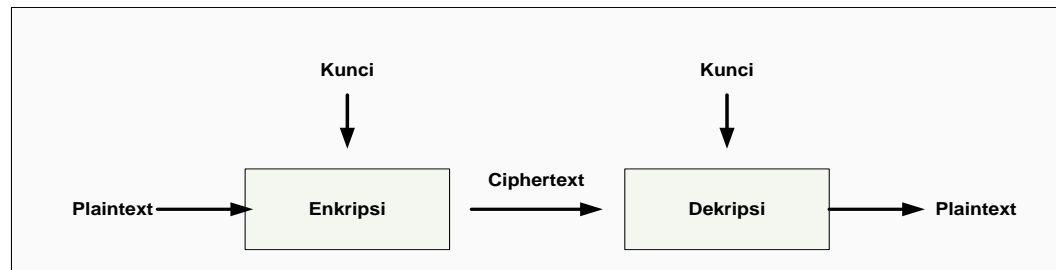 Kunci
Kunci
Ciphertext
Plaintext
Enkripsi
Dekripsi
Plaintext